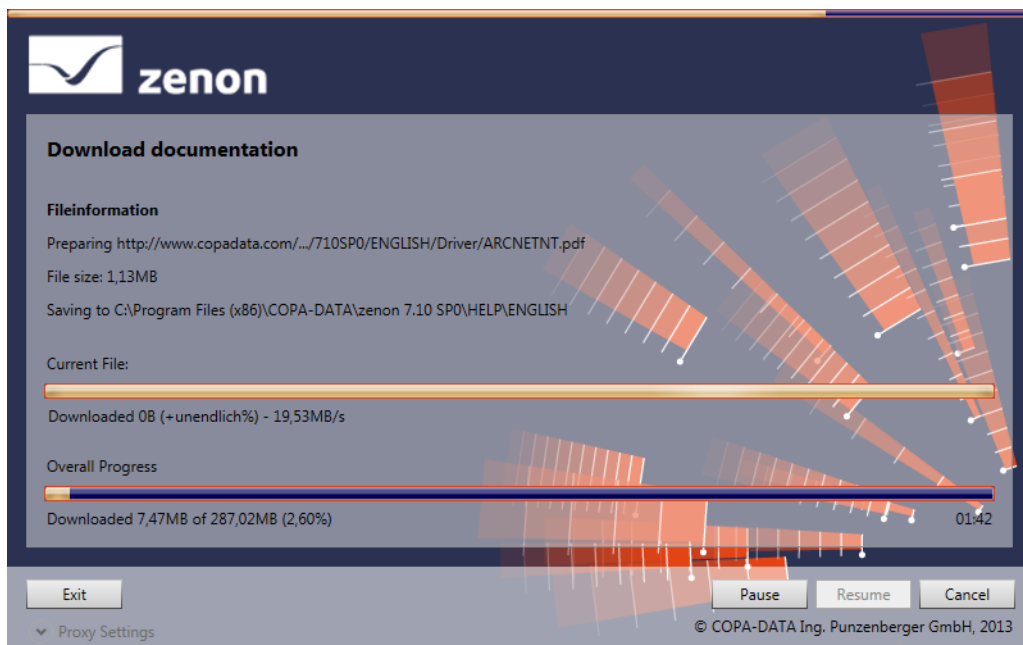 zenon
Download documentation
Fileinformation
Preparing http://www.copadata.com/.../710SP0/ENGLISH/Driver/ARCNETNT.pdf
File size: 1,13MB
Saving to C:\Program Files (x86)\COPA-DATA\zenon 7.10 SP0\HELP\ENGLISH
Current File:
Downloaded 0B (+unendlich%) - 19,53MB/s
Overall Progress
Downloaded 7,47MB of 287,02MB (2,60%) 01:42
Exit Pause Resume Cancel
Proxy Settings © COPA-DATA Ing. Punzenberger GmbH, 2013